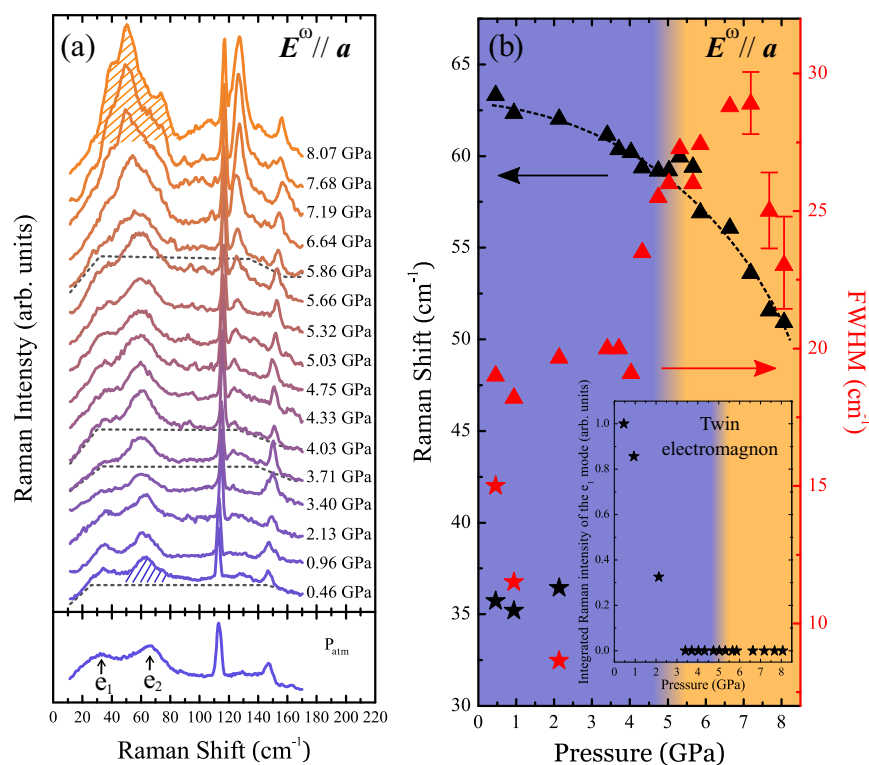 (a)
E^ω // a
8.07 GPa
7.68 GPa
7.19 GPa
6.64 GPa
5.86 GPa
5.66 GPa
5.32 GPa
5.03 GPa
4.75 GPa
4.33 GPa
4.03 GPa
3.71 GPa
3.40 GPa
2.13 GPa
0.96 GPa
0.46 GPa
Raman Intensty (arb. units)
P_atm
e_1
e_2
0 20 40 60 80 100 120 140 160 180 200 220
Raman Shift (cm^-1)
(b)
E^ω // a
65
60
55
50
45
40
35
30
Raman Shift (cm^-1)
30
25
20
15
10
FWHM (cm^-1)
Twin
electromagnon
1.0
0.8
0.6
0.4
0.2
0.0
Integrated Raman intensity of the e_1 mode (arb. units)
0 1 2 3 4 5 6 7 8
Pressure (GPa)
0 1 2 3 4 5 6 7 8
Pressure (GPa)